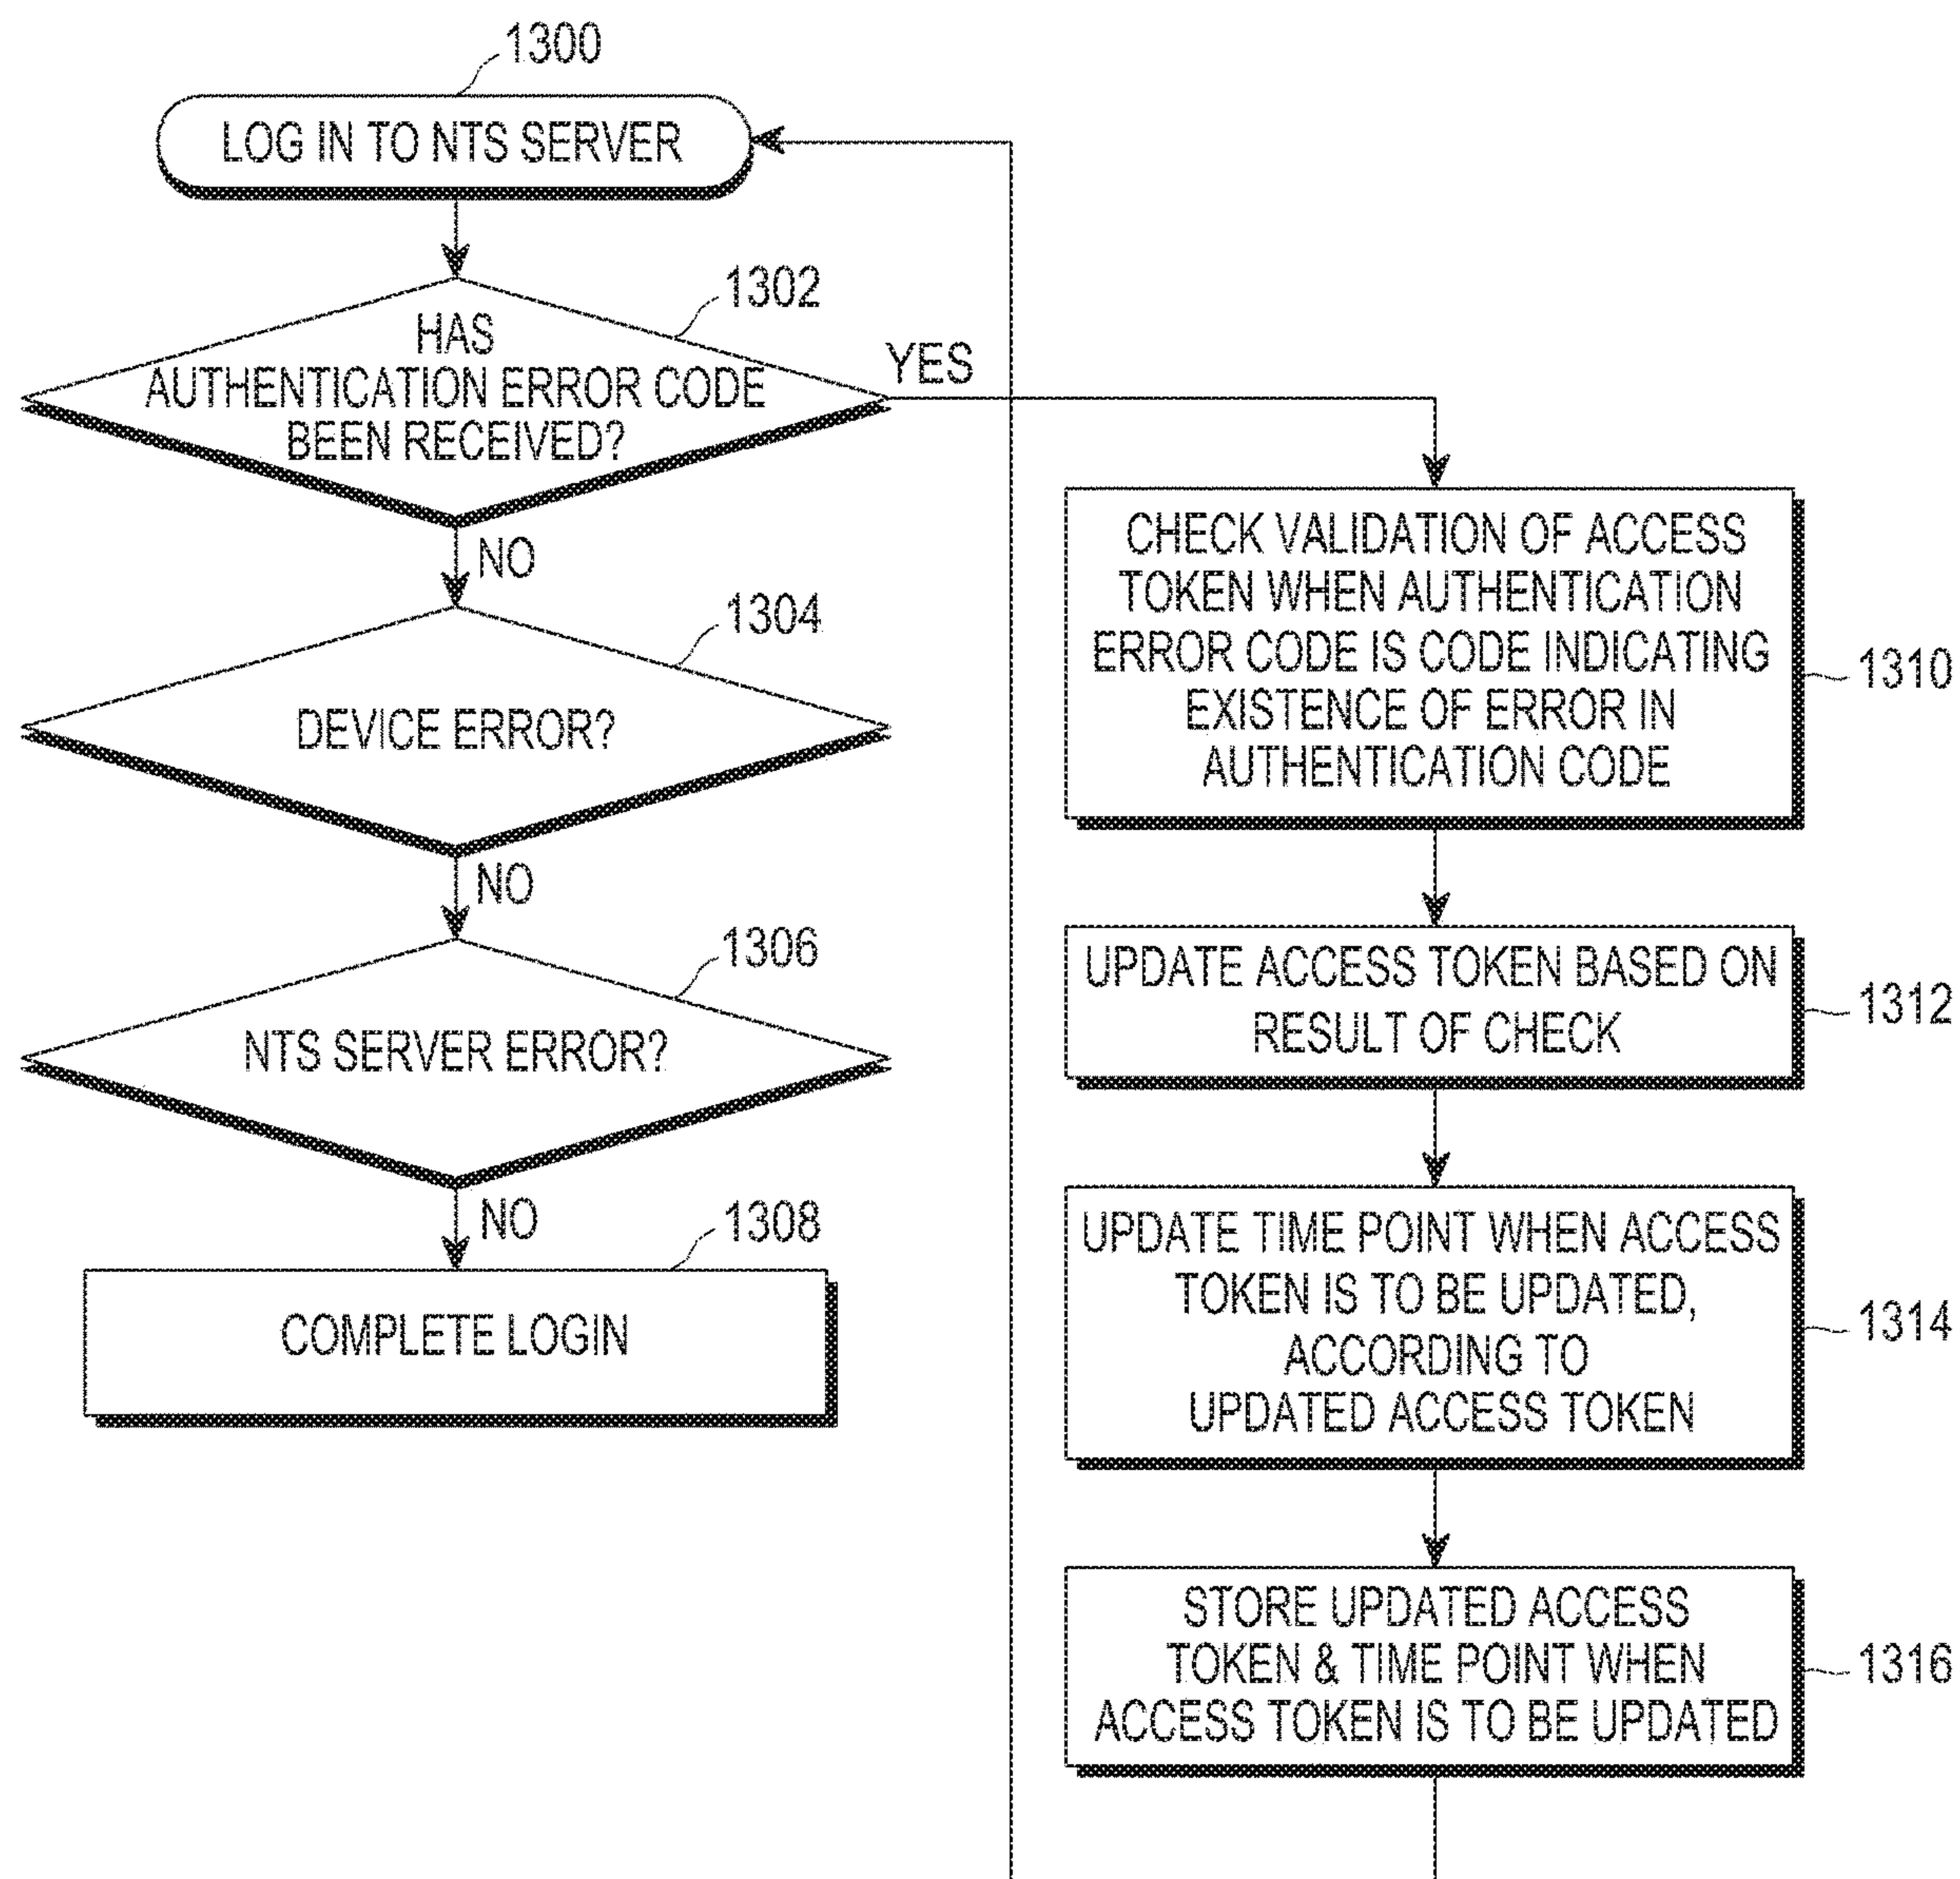 1300
LOG IN TO NTS SERVER
1302
HAS
AUTHENTICATION ERROR CODE
BEEN RECEIVED?
YES
NO
1304
DEVICE ERROR?
NO
1306
NTS SERVER ERROR?
NO
1308
COMPLETE LOGIN
CHECK VALIDATION OF ACCESS
TOKEN WHEN AUTHENTICATION
ERROR CODE IS CODE INDICATING
EXISTENCE OF ERROR IN
AUTHENTICATION CODE
1310
UPDATE ACCESS TOKEN BASED ON
RESULT OF CHECK
1312
UPDATE TIME POINT WHEN ACCESS
TOKEN IS TO BE UPDATED,
ACCORDING TO
UPDATED ACCESS TOKEN
1314
STORE UPDATED ACCESS
TOKEN & TIME POINT WHEN
ACCESS TOKEN IS TO BE UPDATED
1316